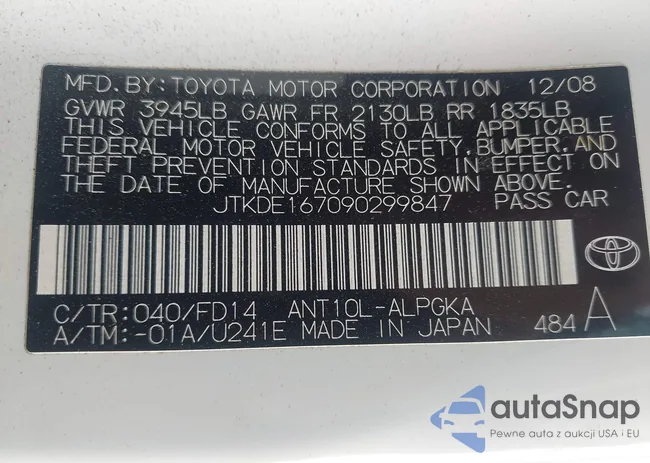 MFD. BY: TOYOTA MOTOR CORPORATION 12/08
GVWR 3945LB GAWR FR 2130LB RR 1835LB
THIS VEHICLE CONFORMS TO ALL APPLICABLE
FEDERAL MOTOR VEHICLE SAFETY, BUMPER, AND
THEFT PREVENTION STANDARDS IN EFFECT ON
THE DATE OF MANUFACTURE SHOWN ABOVE.
JTKDE167090299847 PASS CAR
C/TR: 040/FD14 ANT10L-ALPGKA
A/TM: -01A/U241E MADE IN JAPAN 484 A
autaSnap
Pewne auta z aukcji USA i EU